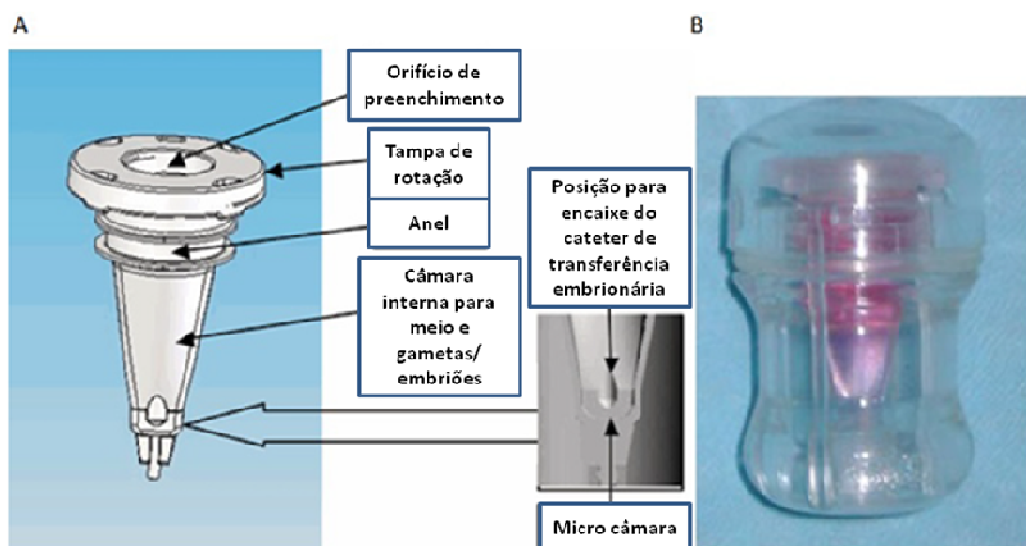 A
B
Orifício de
preenchimento
Tampa de
rotação
Anel
Câmara
interna para
meio e
gametas/
embriões
Posição para
encaixe do
cateter de
transferência
embrionária
Micro câmara